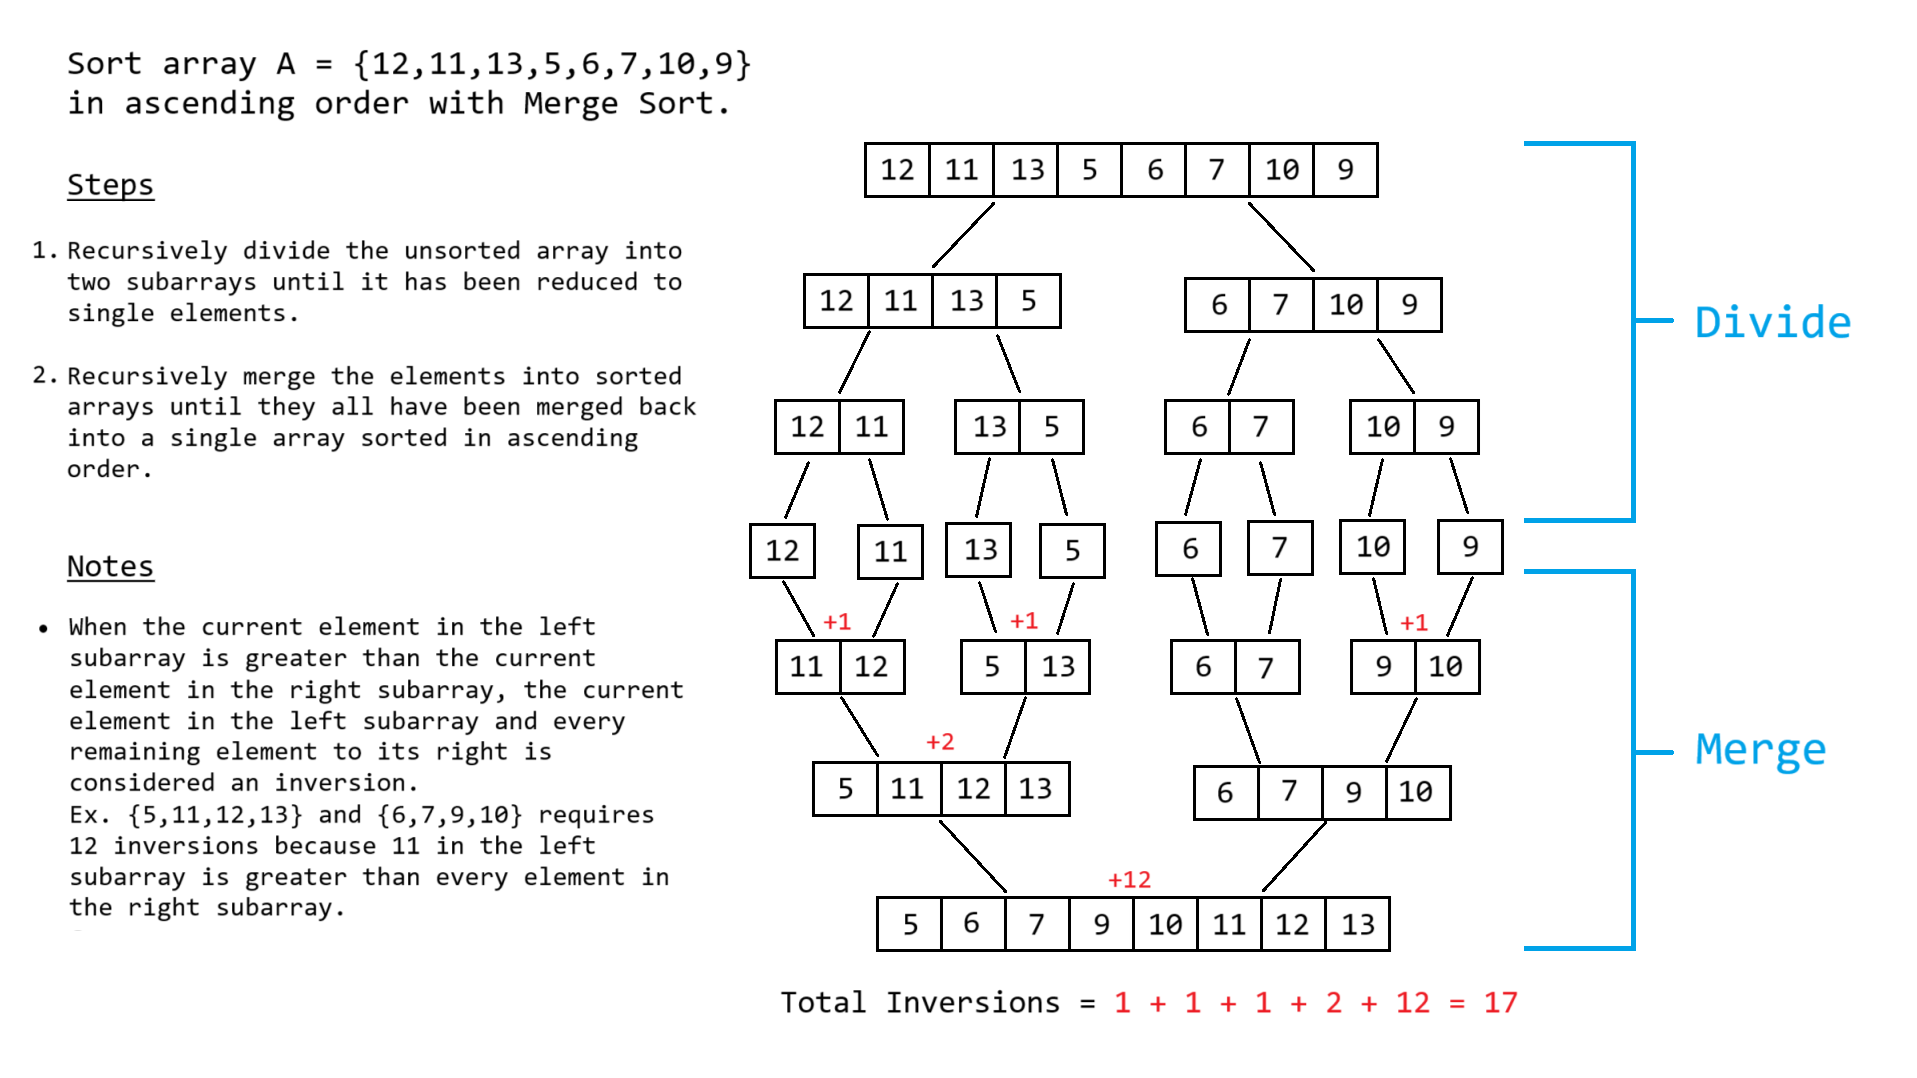 Sort array A = {12,11,13,5,6,7,10,9}
in ascending order with Merge Sort.
Steps
1. Recursively divide the unsorted array into
two subarrays until it has been reduced to
single elements.
2. Recursively merge the elements into sorted
arrays until they all have been merged back
into a single array sorted in ascending
order.
Notes
• When the current element in the left
subarray is greater than the current
element in the right subarray, the current
element in the left subarray and every
remaining element to its right is
considered an inversion.
Ex. {5,11,12,13} and {6,7,9,10} requires
12 inversions because 11 in the left
subarray is greater than every element in
the right subarray.
12 11 13 5 6 7 10 9
12 11 13 5 6 7 10 9
Divide
12 11 13 5 6 7 10 9
12 11 13 5 6 7 10 9
+1 +1 +1
11 12 5 13 6 7 9 10
+2
Merge
5 11 12 13 6 7 9 10
+12
5 6 7 9 10 11 12 13
Total Inversions = 1 + 1 + 1 + 2 + 12 = 17